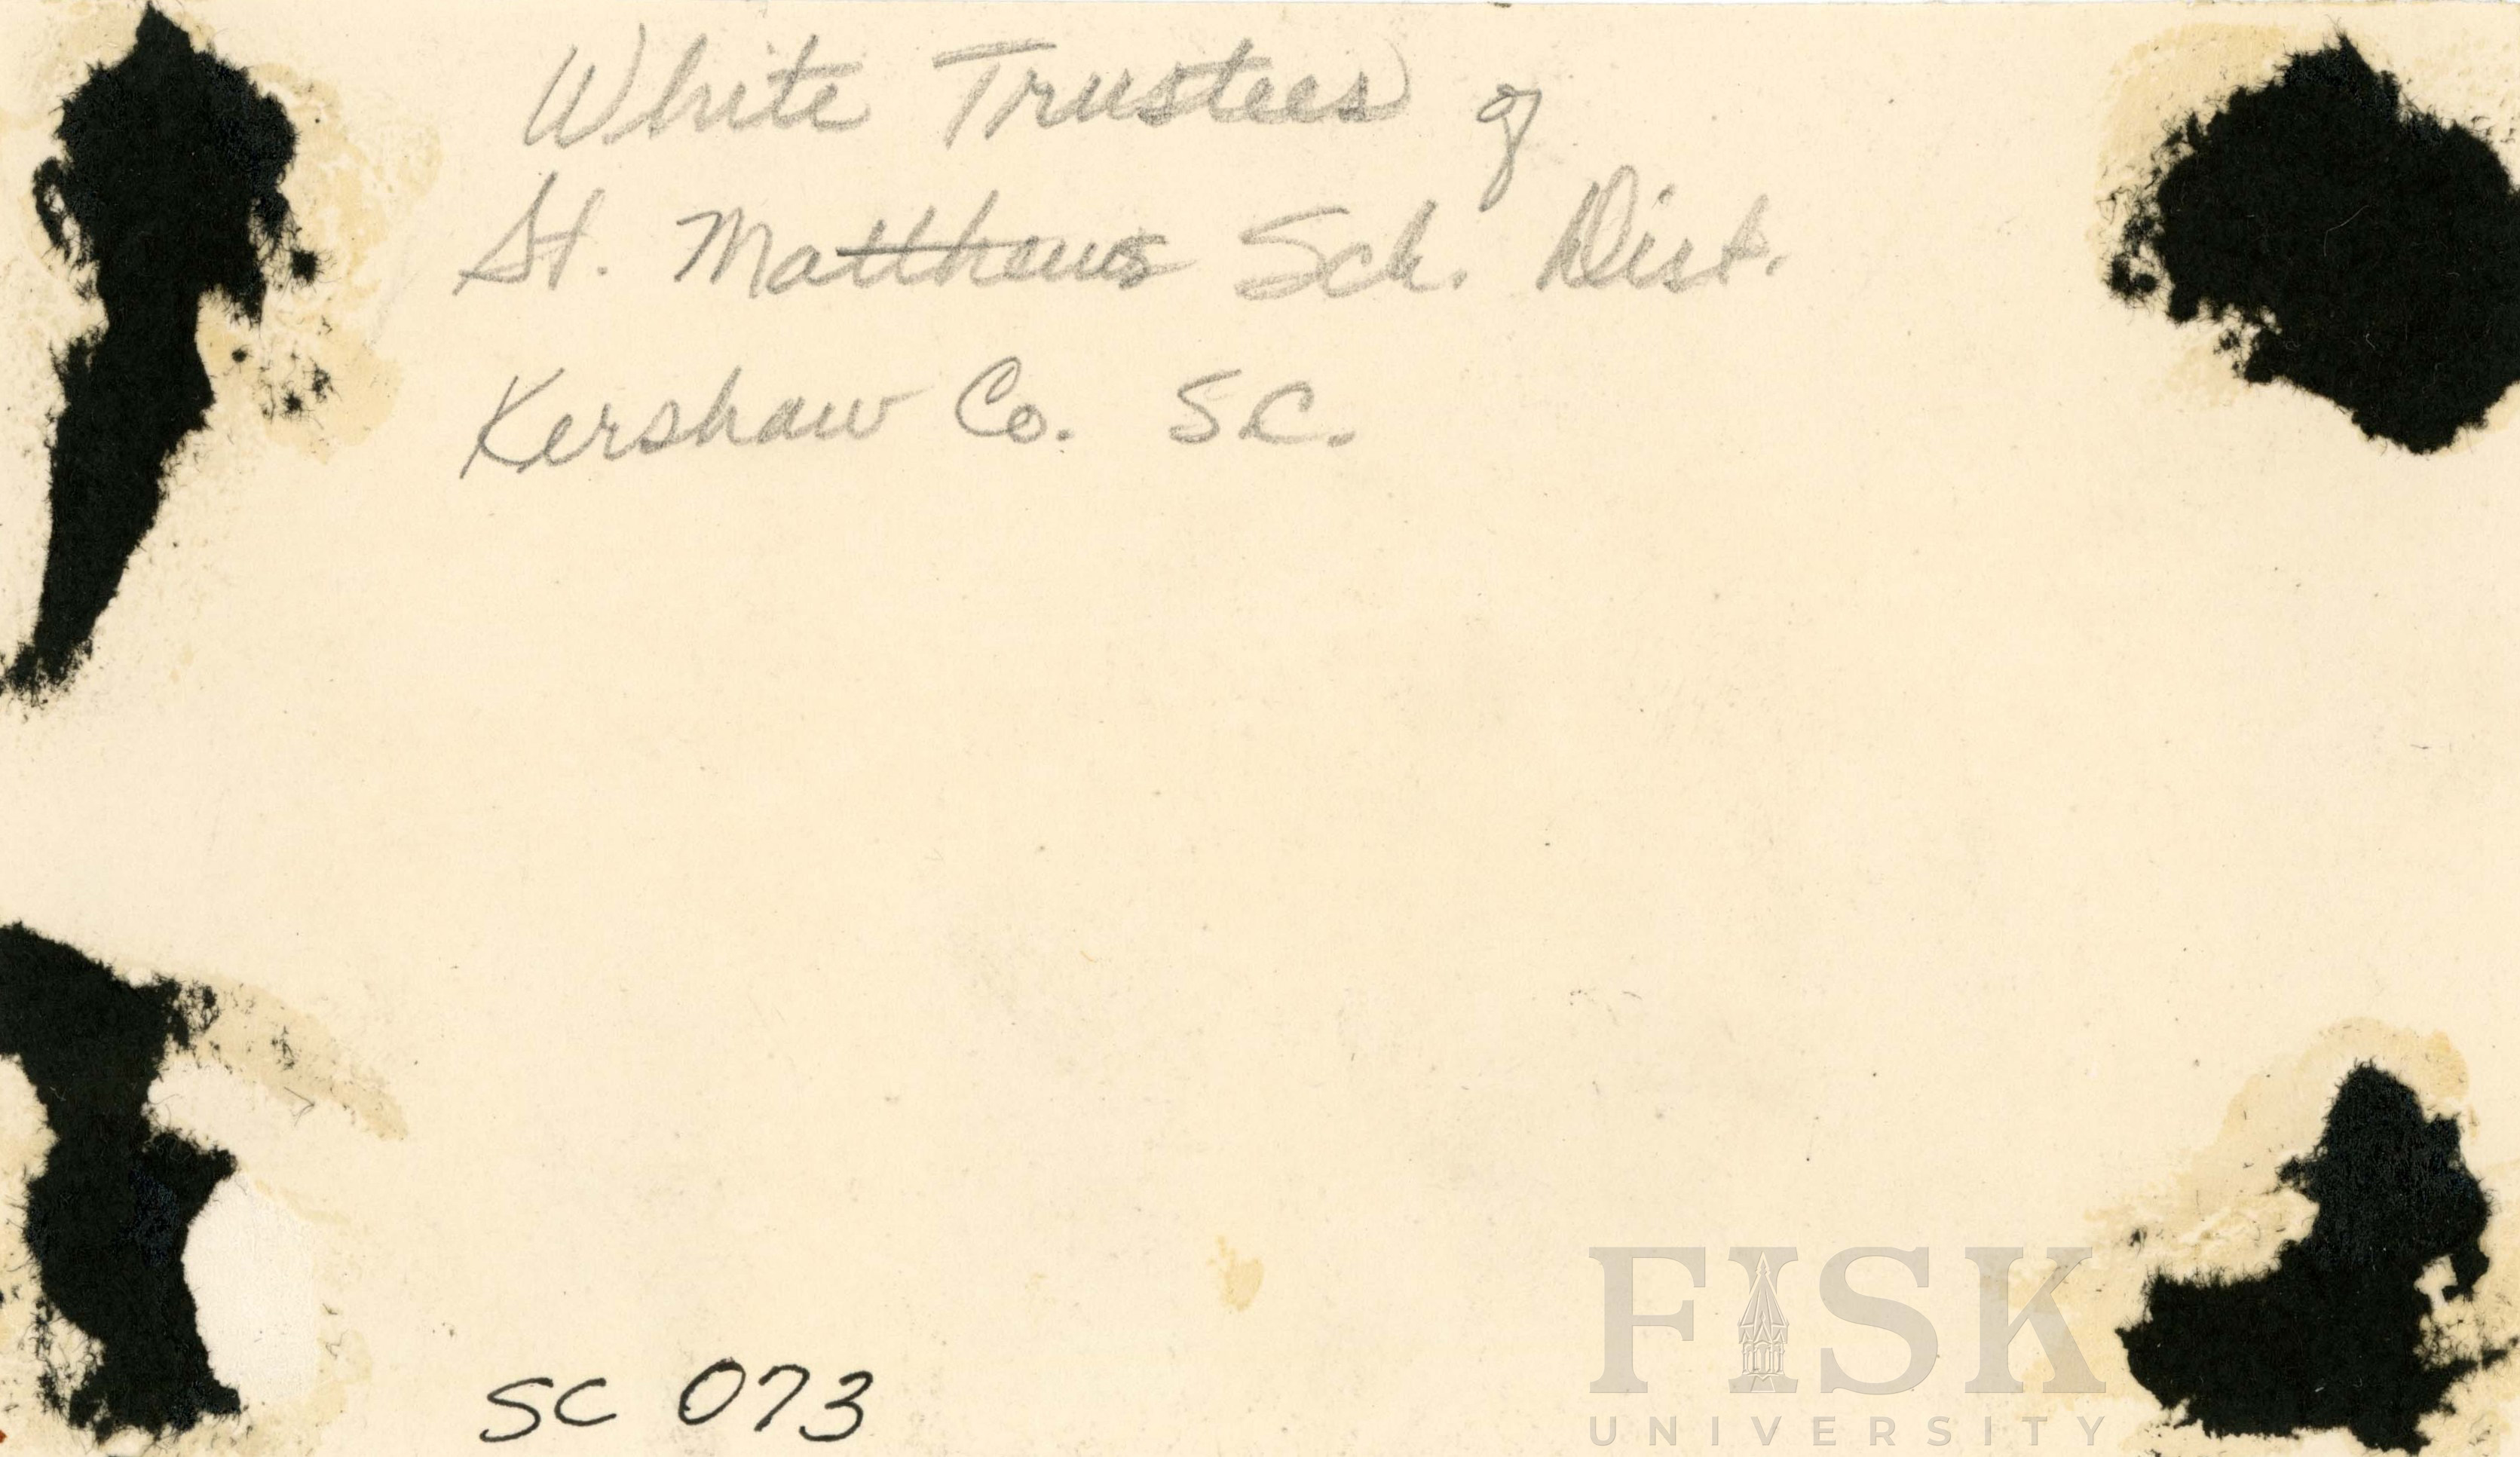 White Trustees of
St. Matthews Sch. Dist.
Kershaw Co. S.C.
SC 073
FISK
UNIVERSITY